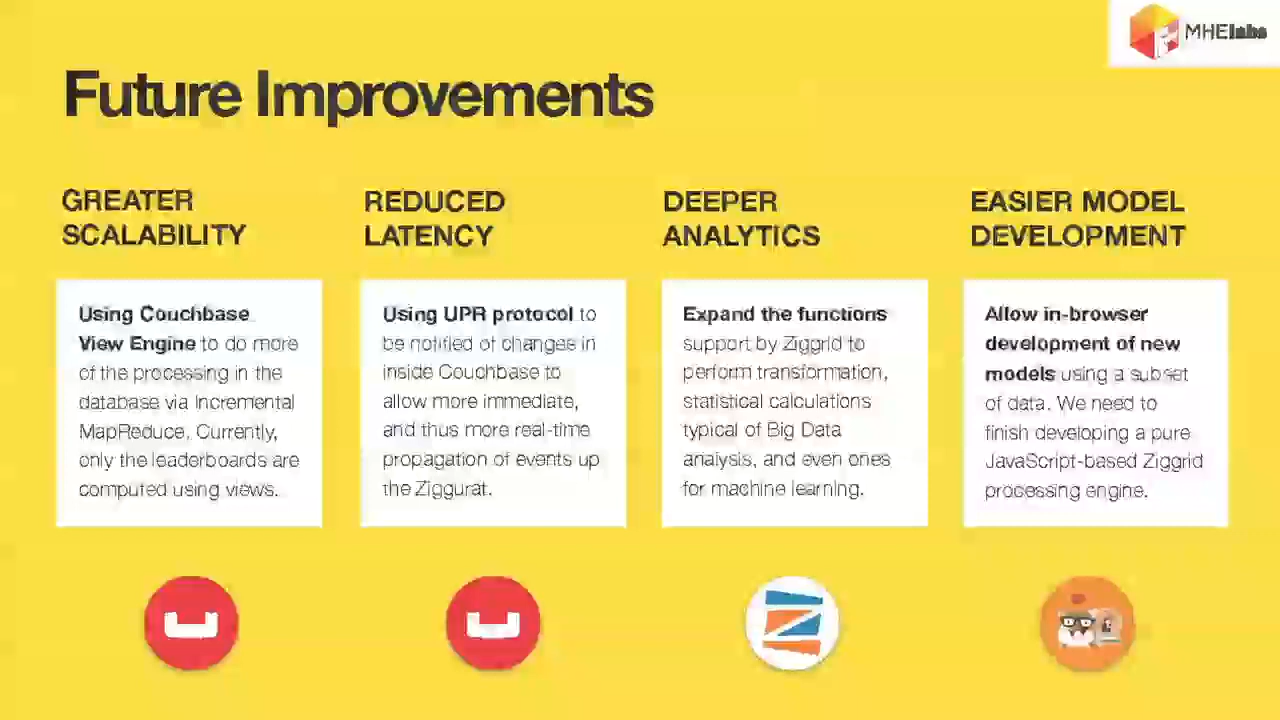 MHElabs
Future Improvements
GREATER
SCALABILITY
Using Couchbase
View Engine to do more
of the processing in the
database via Incremental
MapReduce. Currently,
only the leaderboards are
computed using views.
REDUCED
LATENCY
Using UPR protocol to
be notified of changes in
inside Couchbase to
allow more immediate,
and thus more real-time
propagation of events up
the Ziggurat.
DEEPER
ANALYTICS
Expand the functions
support by Ziggrid to
perform transformation,
statistical calculations
typical of Big Data
analysis, and even ones
for machine learning.
EASIER MODEL
DEVELOPMENT
Allow in-browser
development of new
models using a subset
of data. We need to
finish developing a pure
JavaScript-based Ziggrid
processing engine.